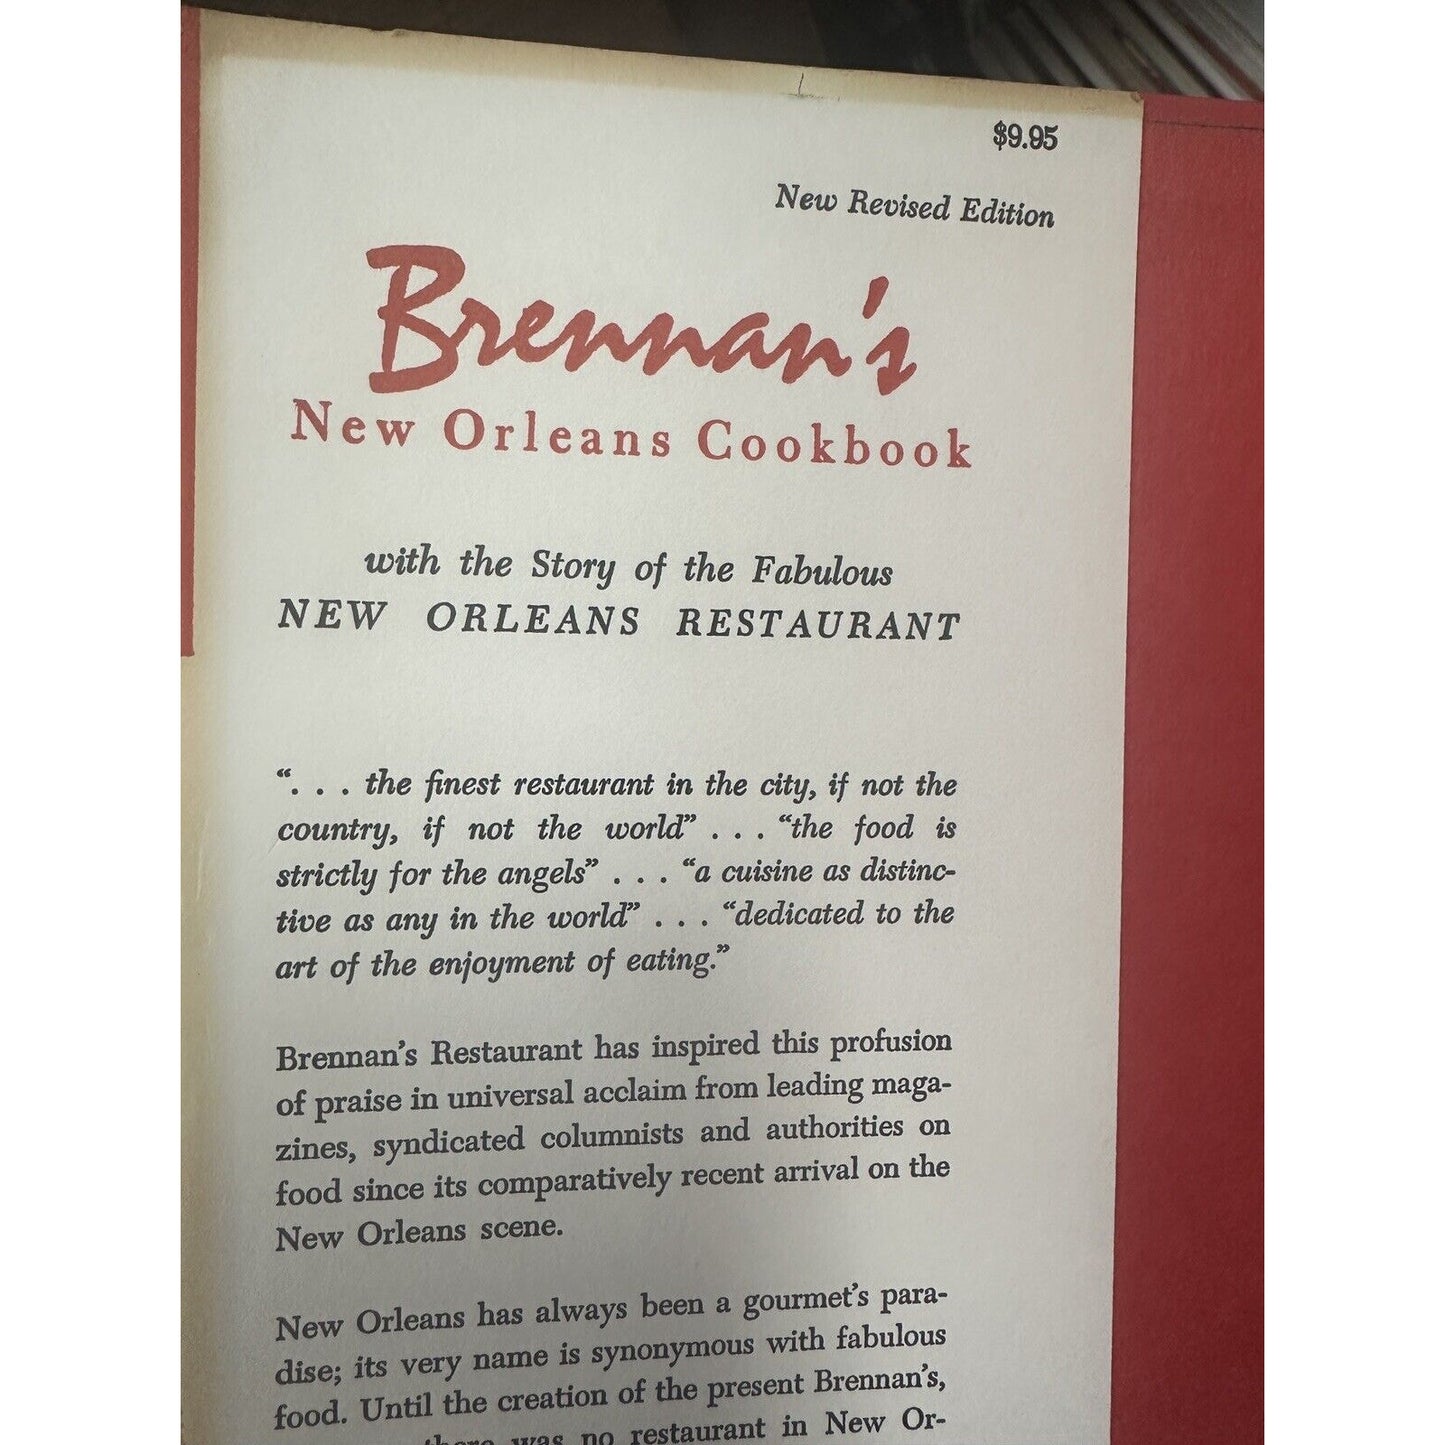 $9.95
New Revised Edition
Brennan's
New Orleans Cookbook
with the Story of the Fabulous
NEW ORLEANS RESTAURANT
“. . . the finest restaurant in the city, if not the
country, if not the world” . . . “the food is
strictly for the angels” . . . “a cuisine as distinc-
tive as any in the world” . . . “dedicated to the
art of the enjoyment of eating.”
Brennan’s Restaurant has inspired this profusion
of praise in universal acclaim from leading maga-
zines, syndicated columnists and authorities on
food since its comparatively recent arrival on the
New Orleans scene.
New Orleans has always been a gourmet’s para-
dise; its very name is synonymous with fabulous
food. Until the creation of the present Brennan’s,
there was no restaurant in New Or-